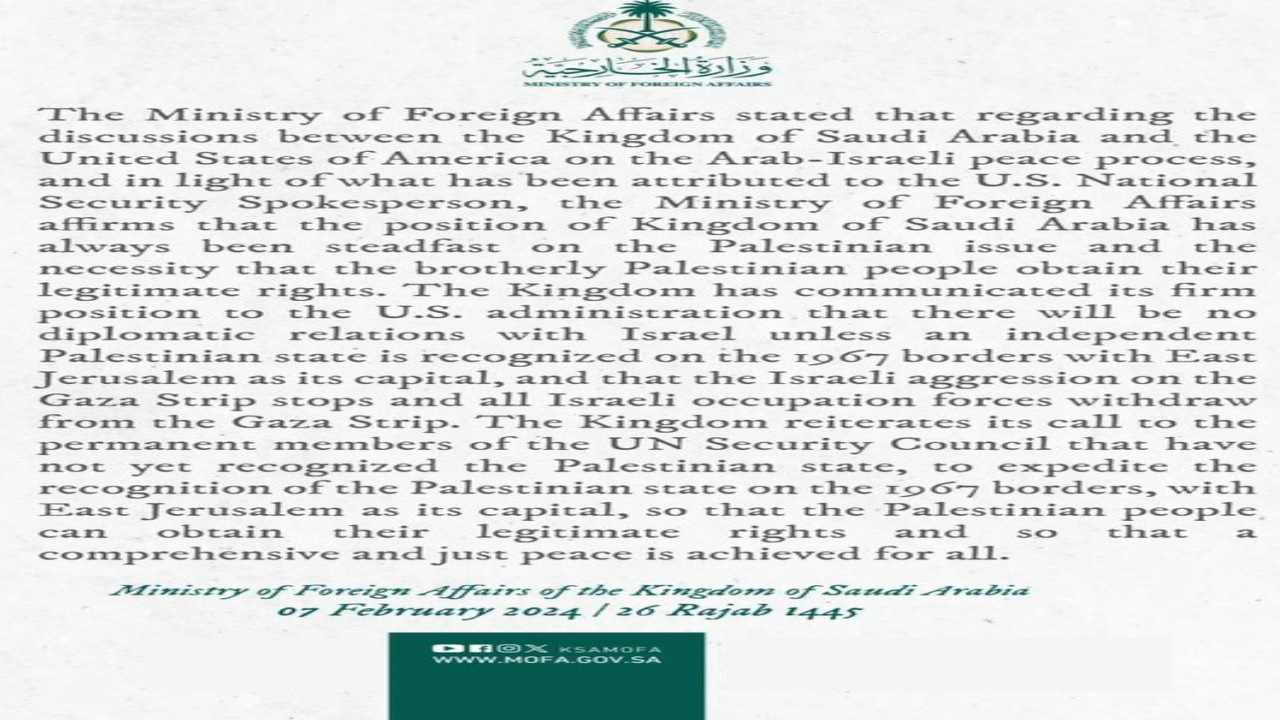 وزارة الخارجية
MINISTRY OF FOREIGN AFFAIRS
The Ministry of Foreign Affairs stated that regarding the
discussions between the Kingdom of Saudi Arabia and the
United States of America on the Arab-Israeli peace process,
and in light of what has been attributed to the U.S. National
Security Spokesperson, the Ministry of Foreign Affairs
affirms that the position of Kingdom of Saudi Arabia has
always been steadfast on the Palestinian issue and the
necessity that the brotherly Palestinian people obtain their
legitimate rights. The Kingdom has communicated its firm
position to the U.S. administration that there will be no
diplomatic relations with Israel unless an independent
Palestinian state is recognized on the 1967 borders with East
Jerusalem as its capital, and that the Israeli aggression on the
Gaza Strip stops and all Israeli occupation forces withdraw
from the Gaza Strip. The Kingdom reiterates its call to the
permanent members of the UN Security Council that have
not yet recognized the Palestinian state, to expedite the
recognition of the Palestinian state on the 1967 borders, with
East Jerusalem as its capital, so that the Palestinian people
can obtain their legitimate rights and so that a
comprehensive and just peace is achieved for all.
Ministry of Foreign Affairs of the Kingdom of Saudi Arabia
07 February 2024 / 26 Rajab 1445
KSAMOFA
WWW.MOFA.GOV.SA